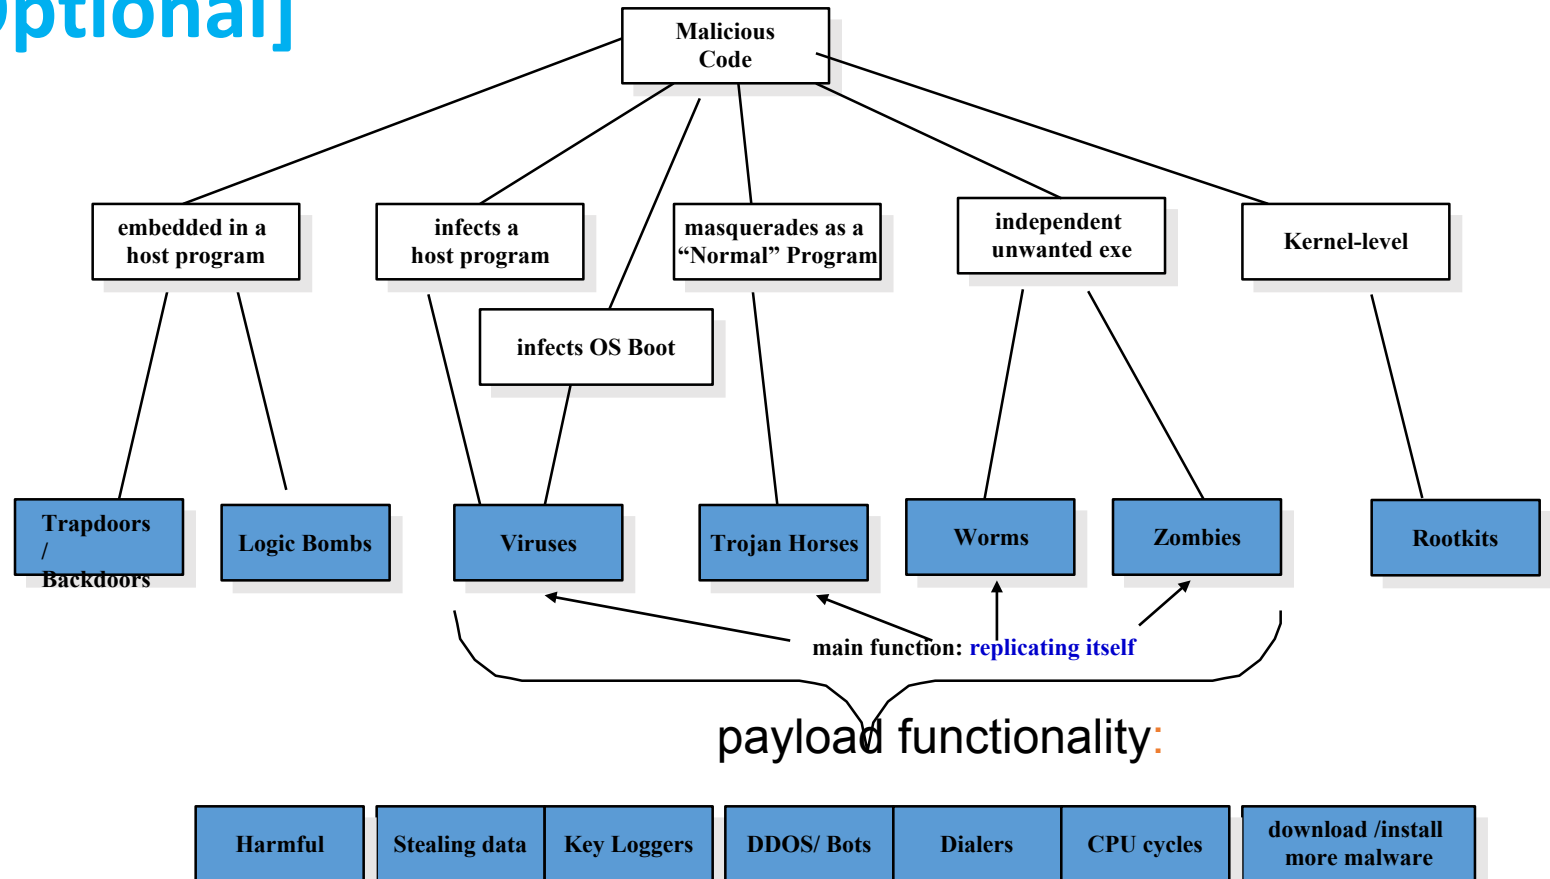 ptional]
Malicious
Code
embedded in a
host program
infects a
host program
masquerades as a
“Normal” Program
independent
unwanted exe
Kernel-level
infects OS Boot
Trapdoors
/
Backdoors
Logic Bombs
Viruses
Trojan Horses
Worms
Zombies
Rootkits
main function: replicating itself
payload functionality:
Harmful
Stealing data
Key Loggers
DDOS/ Bots
Dialers
CPU cycles
download /install
more malware